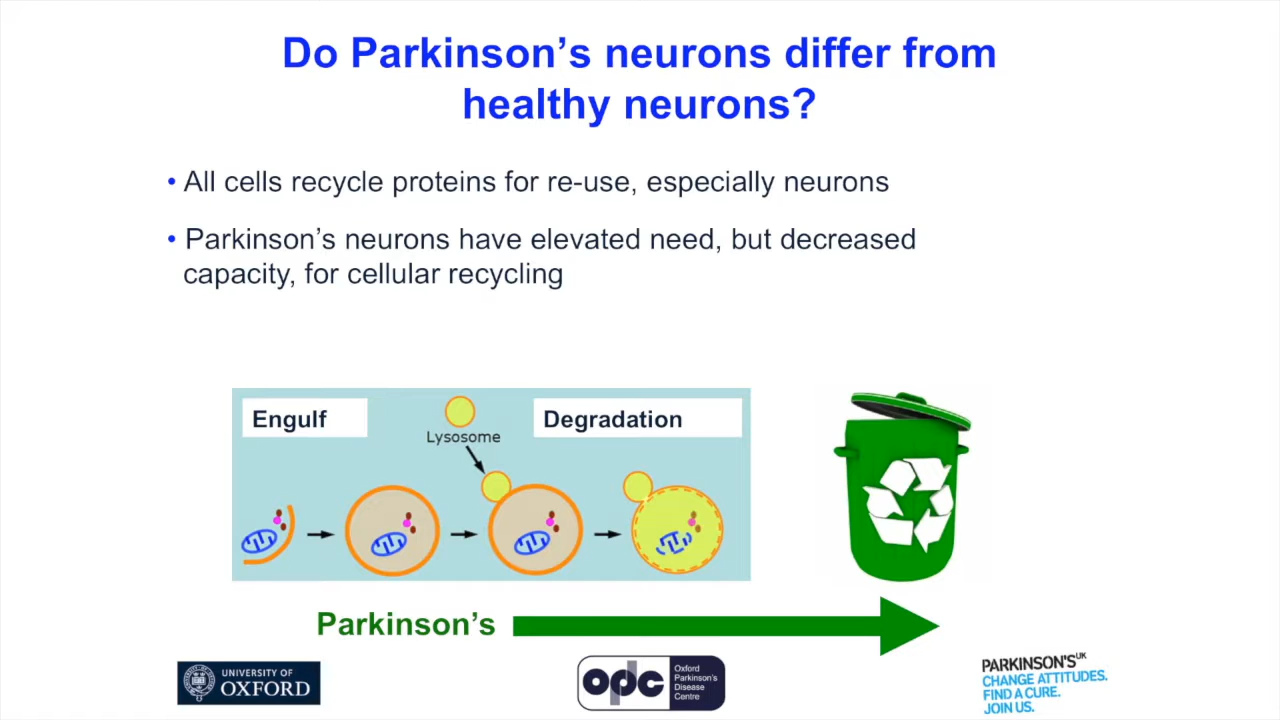 Do Parkinson's neurons differ from
healthy neurons?
• All cells recycle proteins for re-use, especially neurons
• Parkinson's neurons have elevated need, but decreased
capacity, for cellular recycling
Engulf
Lysosome
Degradation
Parkinson's
UNIVERSITY OF
OXFORD
opdc
Oxford
Parkinson's
Disease
Centre
PARKINSON'S UK
CHANGE ATTITUDES.
FIND A CURE.
JOIN US.